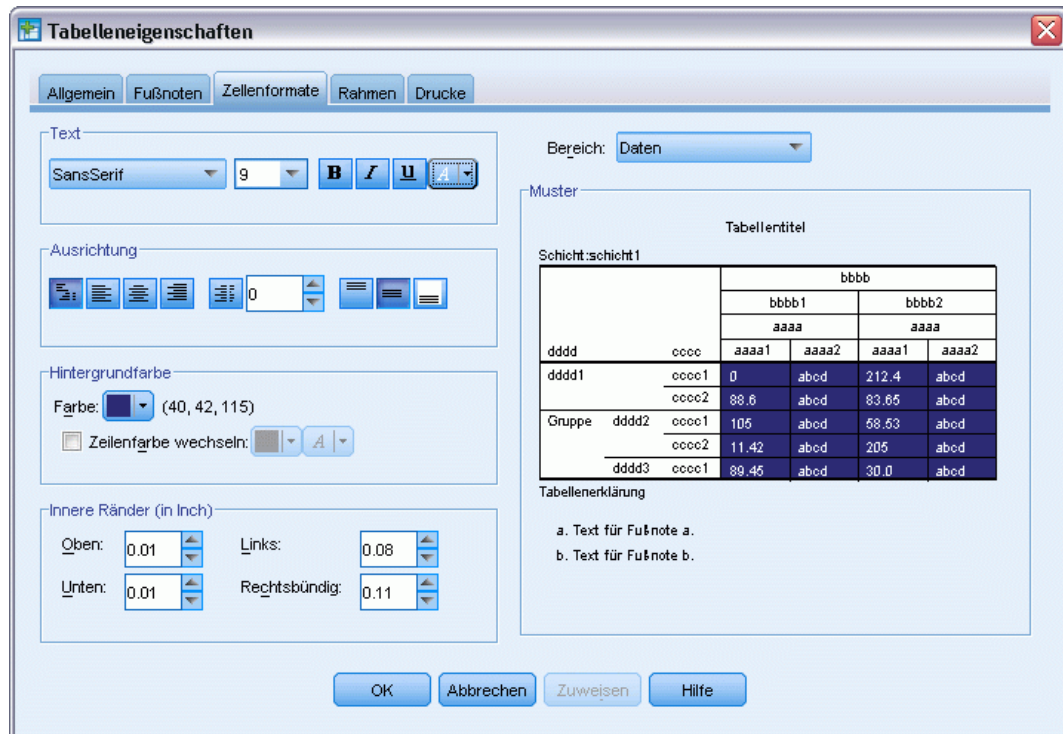 Tabelleneigenschaften
Allgemein Fußnoten Zellenformate Rahmen Drucke
Text
SansSerif 9 B I U A
Ausrichtung
0
Hintergrundfarbe
Farbe: (40, 42, 115)
Zeilenfarbe wechseln: A
Innere Ränder (in Inch)
Oben: 0.01 Links: 0.08
Unten: 0.01 Rechtsbündig: 0.11
Bereich: Daten
Muster
Tabellentitel
Schicht:schicht1
bbbb
bbbb1 bbbb2
aaaa aaaa
dddd cccc aaaa1 aaaa2 aaaa1 aaaa2
dddd1 cccc1 0 abcd 212.4 abcd
cccc2 88.6 abcd 83.65 abcd
Gruppe dddd2 cccc1 105 abcd 58.53 abcd
cccc2 11.42 abcd 205 abcd
dddd3 cccc1 89.45 abcd 30.0 abcd
Tabellenerklärung
a. Text für Fußnote a.
b. Text für Fußnote b.
OK Abbrechen Zuweisen Hilfe